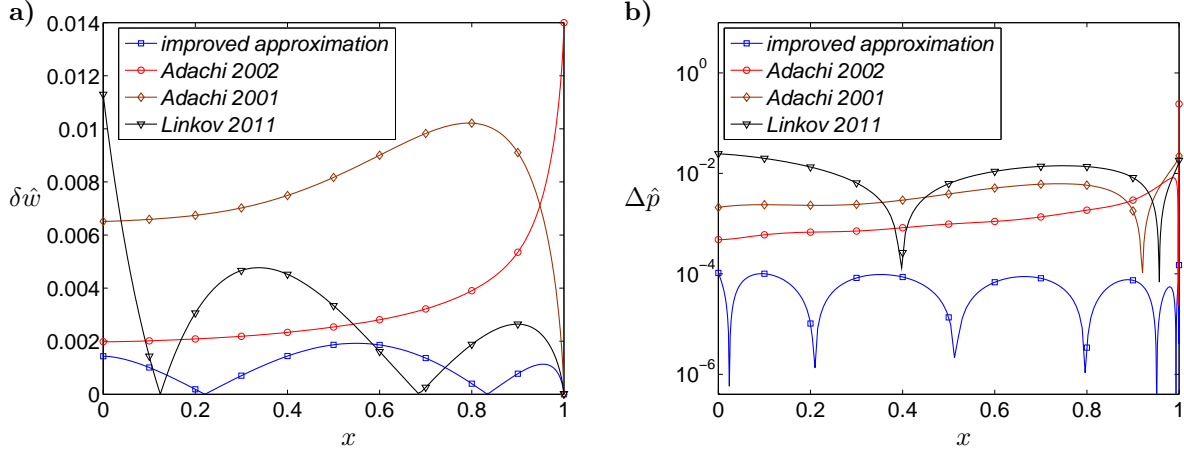 a)
0.014
0.012
0.01
0.008
0.006
0.004
0.002
0
δŵ
improved approximation
Adachi 2002
Adachi 2001
Linkov 2011
0 0.2 0.4 0.6 0.8 1
x
b)
10^0
10^-2
10^-4
10^-6
Δp̂
improved approximation
Adachi 2002
Adachi 2001
Linkov 2011
0 0.2 0.4 0.6 0.8 1
x